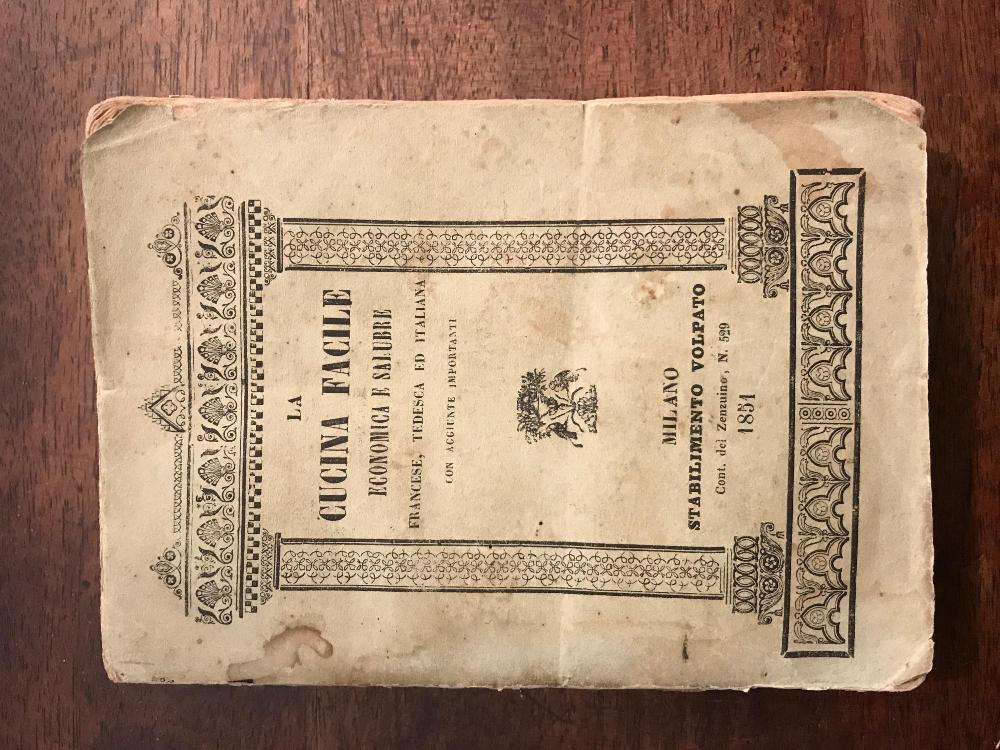 LA
CUCINA FACILE
ECONOMICA E SALUBRE
FRANCESE, TEDESCA ED ITALIANA
CON AGGIUNTE IMPORTANTI
MILANO
STABILIMENTO VOLPATO
Cont. del Zenzuino, N. 529
1851